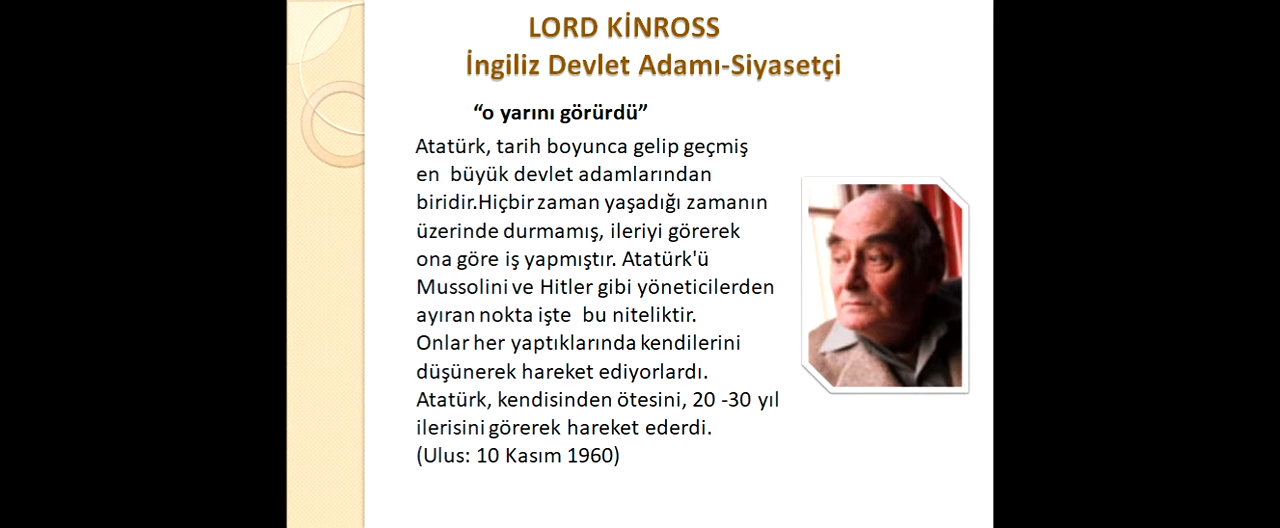 LORD KİNROSS
İngiliz Devlet Adamı-Siyasetçi
“o yarını görürdü”
Atatürk, tarih boyunca gelip geçmiş
en büyük devlet adamlarından
biridir.Hiçbir zaman yaşadığı zamanın
üzerinde durmamış, ileriyi görerek
ona göre iş yapmıştır. Atatürk'ü
Mussolini ve Hitler gibi yöneticilerden
ayıran nokta işte bu niteliktir.
Onlar her yaptıklarında kendilerini
düşünerek hareket ediyorlardı.
Atatürk, kendisinden ötesini, 20 -30 yıl
ilerisini görerek hareket ederdi.
(Ulus: 10 Kasım 1960)